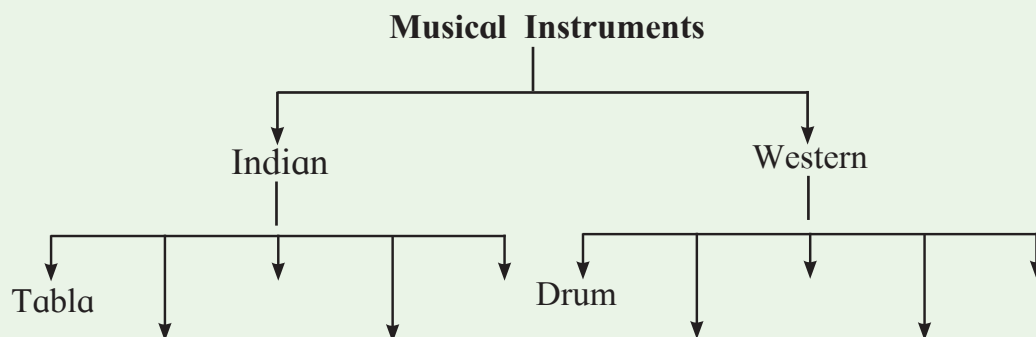 Musical Instruments
Indian
Western
Tabla
Drum